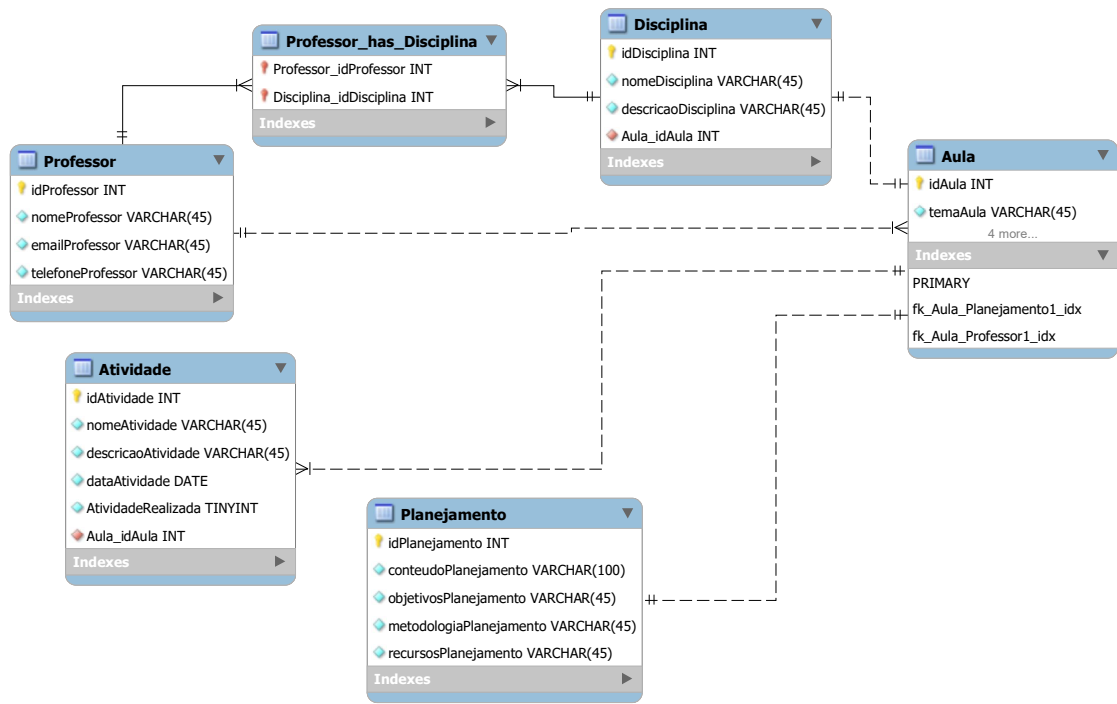 Professor_has_Disciplina
Professor_idProfessor INT
Disciplina_idDisciplina INT
Indexes
Disciplina
idDisciplina INT
nomeDisciplina VARCHAR(45)
descricaoDisciplina VARCHAR(45)
Aula_idAula INT
Indexes
Professor
idProfessor INT
nomeProfessor VARCHAR(45)
emailProfessor VARCHAR(45)
telefoneProfessor VARCHAR(45)
Indexes
Aula
idAula INT
temaAula VARCHAR(45)
4 more...
Indexes
PRIMARY
fk_Aula_Planejamento1_idx
fk_Aula_Professor1_idx
Atividade
idAtividade INT
nomeAtividade VARCHAR(45)
descricaoAtividade VARCHAR(45)
dataAtividade DATE
AtividadeRealizada TINYINT
Aula_idAula INT
Indexes
Planejamento
idPlanejamento INT
conteudoPlanejamento VARCHAR(100)
objetivosPlanejamento VARCHAR(45)
metodologiaPlanejamento VARCHAR(45)
recursosPlanejamento VARCHAR(45)
Indexes